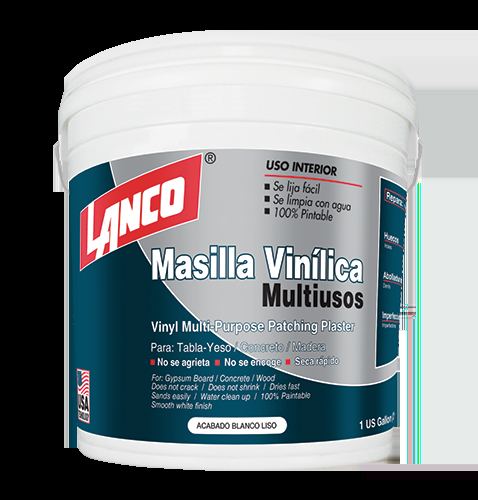 LANCO
®
USO INTERIOR
Se lija fácil
Se limpia con agua
100% Pintable
Masilla Vinílica
Multiusos
Vinyl Multi-Purpose Patching Plaster
Para: Tabla-Yeso / Concreto / Madera
No se agrieta • No se encoge • Seca rápido
For: Gypsum Board / Concrete / Wood
Does not crack / Does not shrink / Dries fast
Sands easily / Water clean up / 100% Paintable
Smooth white finish
ACABADO BLANCO LISO
1 US Gallon
USA
Huecos